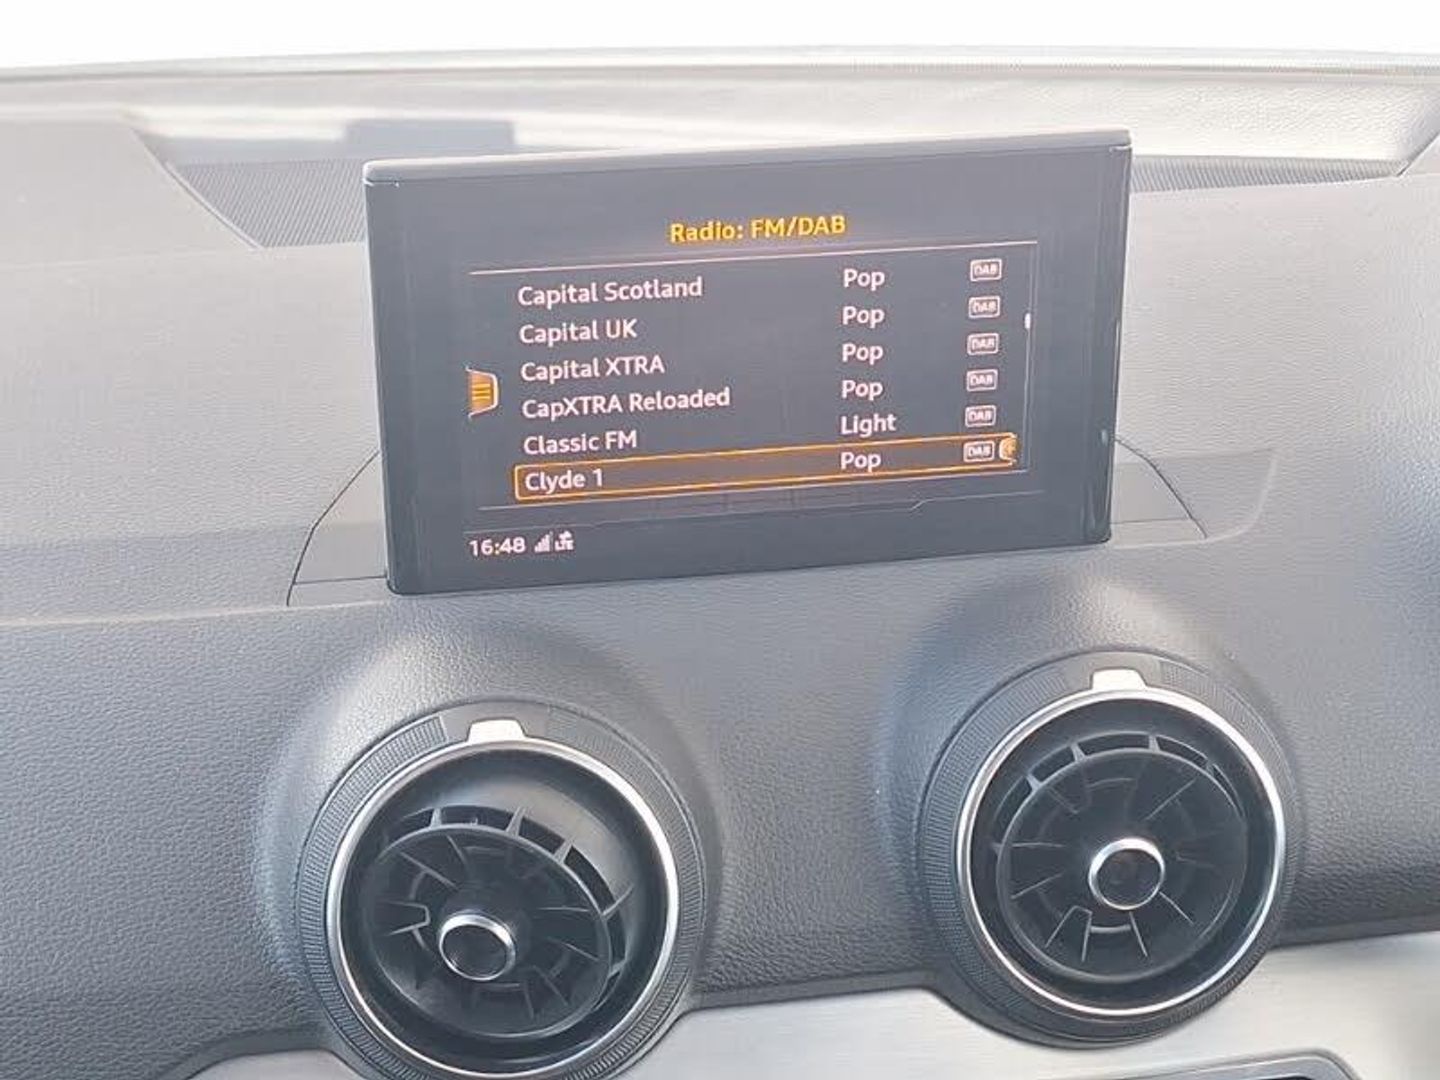 Radio: FM/DAB
Capital Scotland Pop DAB
Capital UK Pop DAB
Capital XTRA Pop DAB
CapXTRA Reloaded Pop DAB
Classic FM Light DAB
Clyde 1 Pop DAB
16:48 LTE